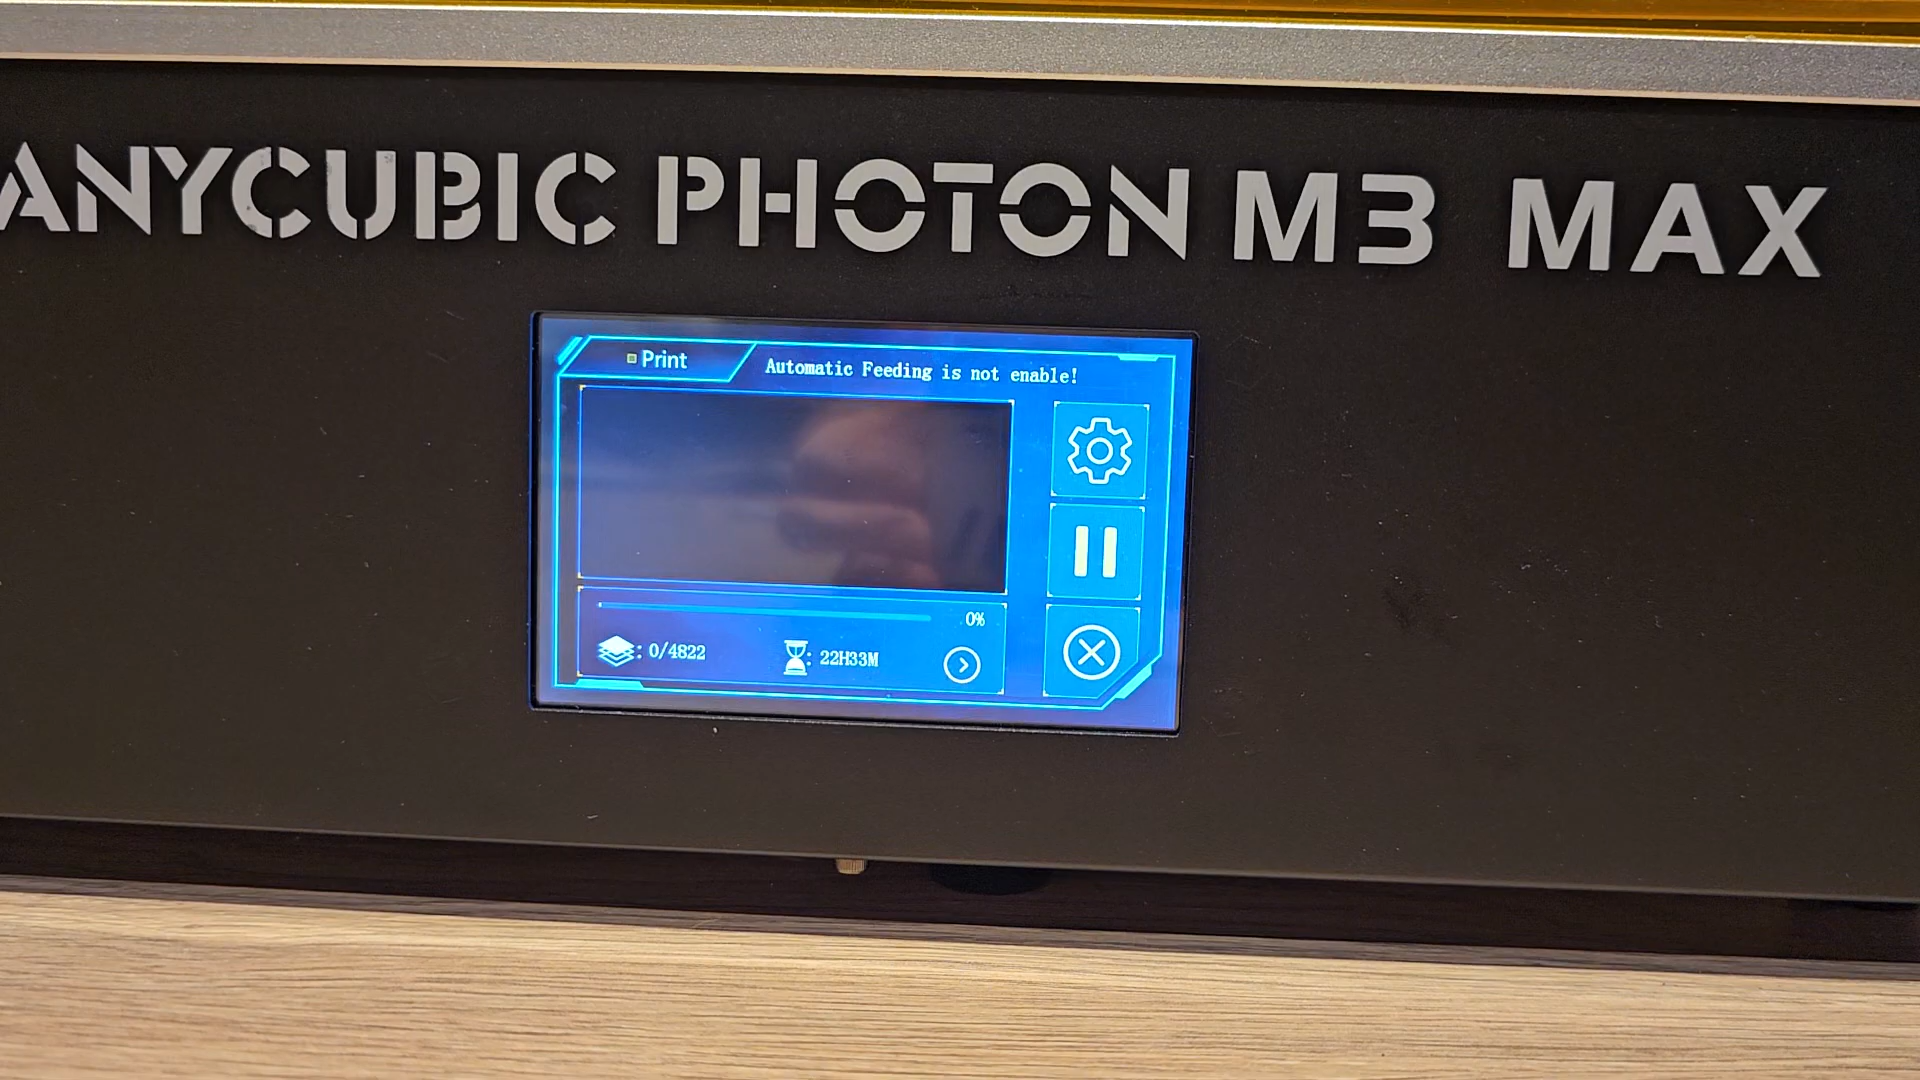 ANYCUBIC PHOTON M3 MAX
Print
Automatic Feeding is not enable!
0%
: 0/4822
: 22H33M